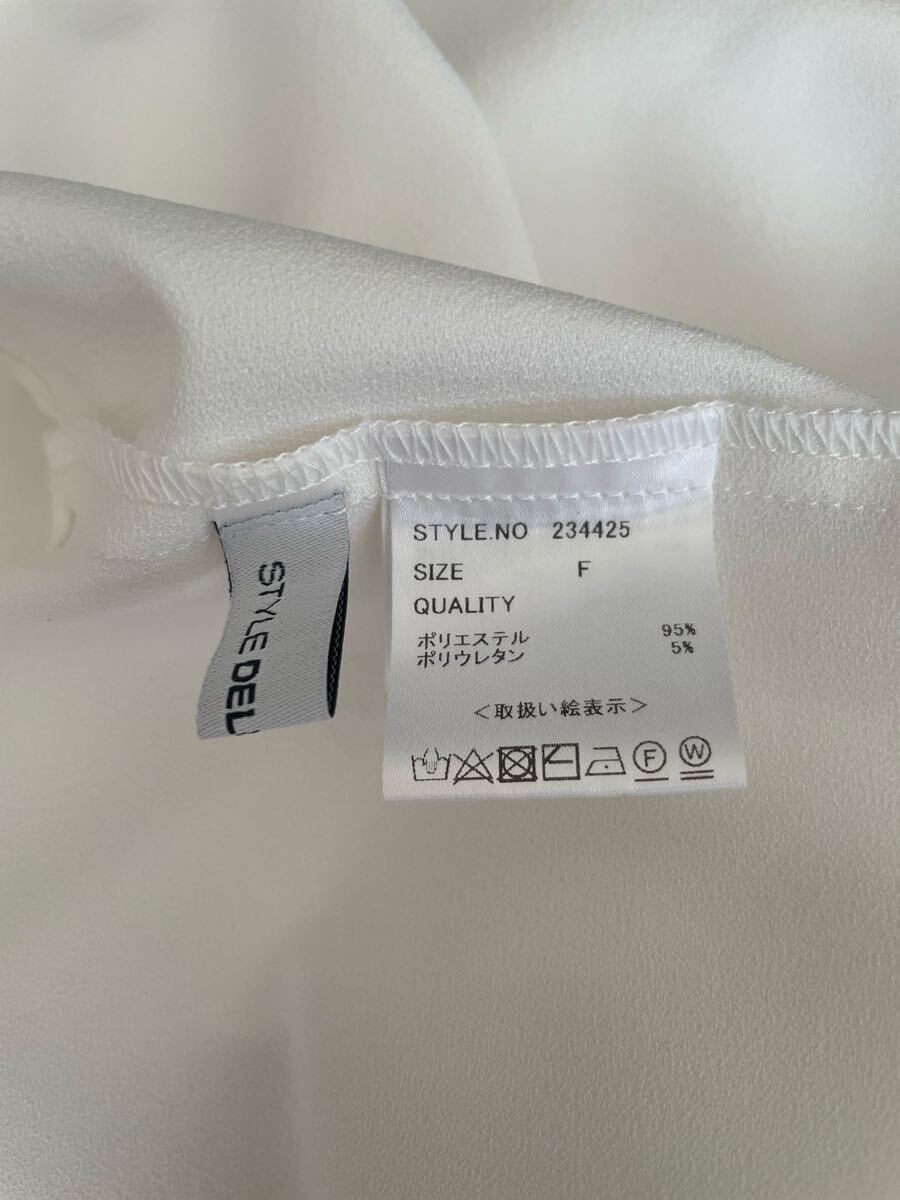 STYLE DEL
STYLE.NO 234425
SIZE F
QUALITY
ポリエステル 95%
ポリウレタン 5%
＜取扱い絵表示＞
F W